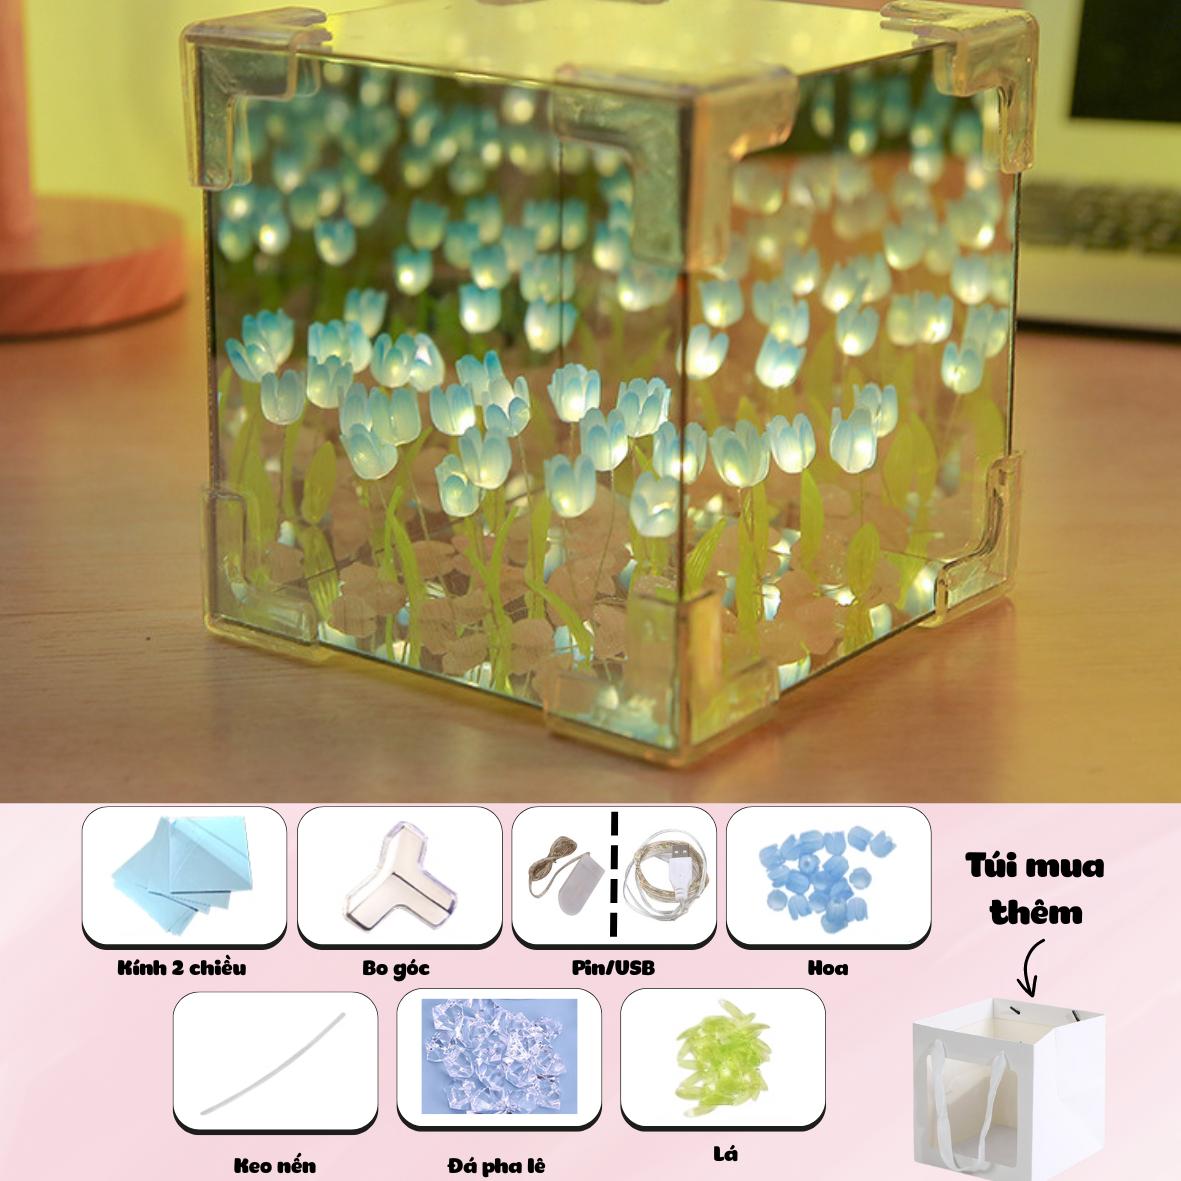 Túi mua
thêm
Kính 2 chiều
Bo góc
Pin/USB
Hoa
Keo nến
Đá pha lê
Lá